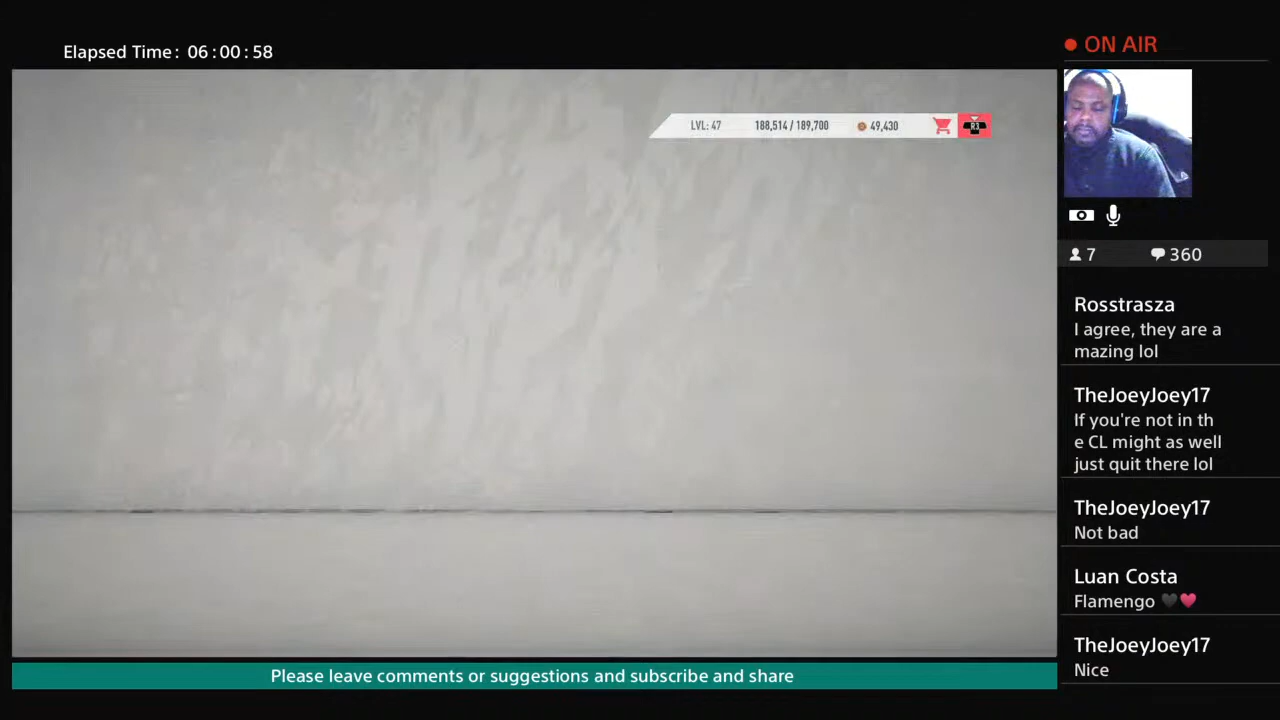 Elapsed Time: 06:00:58
ON AIR
LVL: 47 188,514 / 189,700 49,430
R3
7 360
Rosstrasza
I agree, they are a
mazing lol
TheJoeyJoey17
If you're not in th
e CL might as well
just quit there lol
TheJoeyJoey17
Not bad
Luan Costa
Flamengo 🖤❤️
TheJoeyJoey17
Nice
Please leave comments or suggestions and subscribe and share